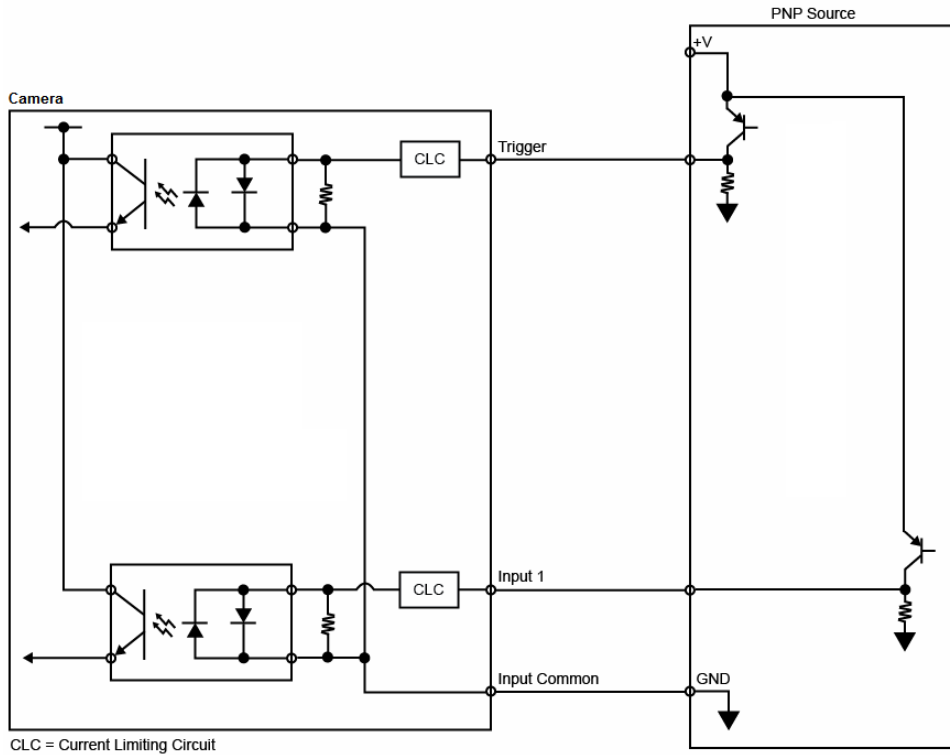 PNP Source
+V
Camera
CLC
Trigger
CLC
Input 1
Input Common
GND
CLC = Current Limiting Circuit